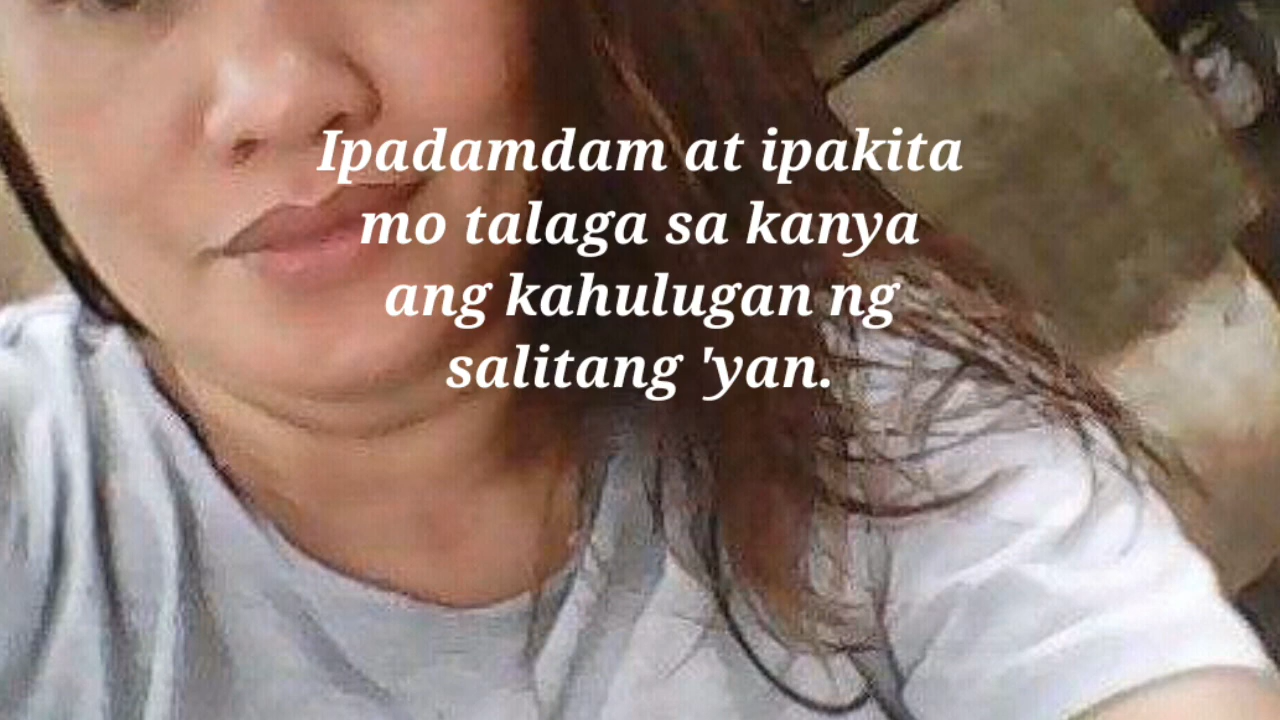 Ipadamdam at ipakita
mo talaga sa kanya
ang kahulugan ng
salitang 'yan.